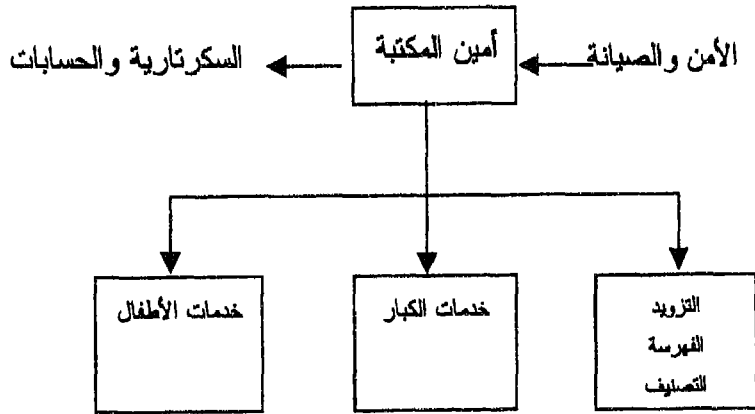 الأمن والصيانة
أمين المكتبة
السكرتارية والحسابات
التزويد
الفهرسة
التصنيف
خدمات الكبار
خدمات الأطفال